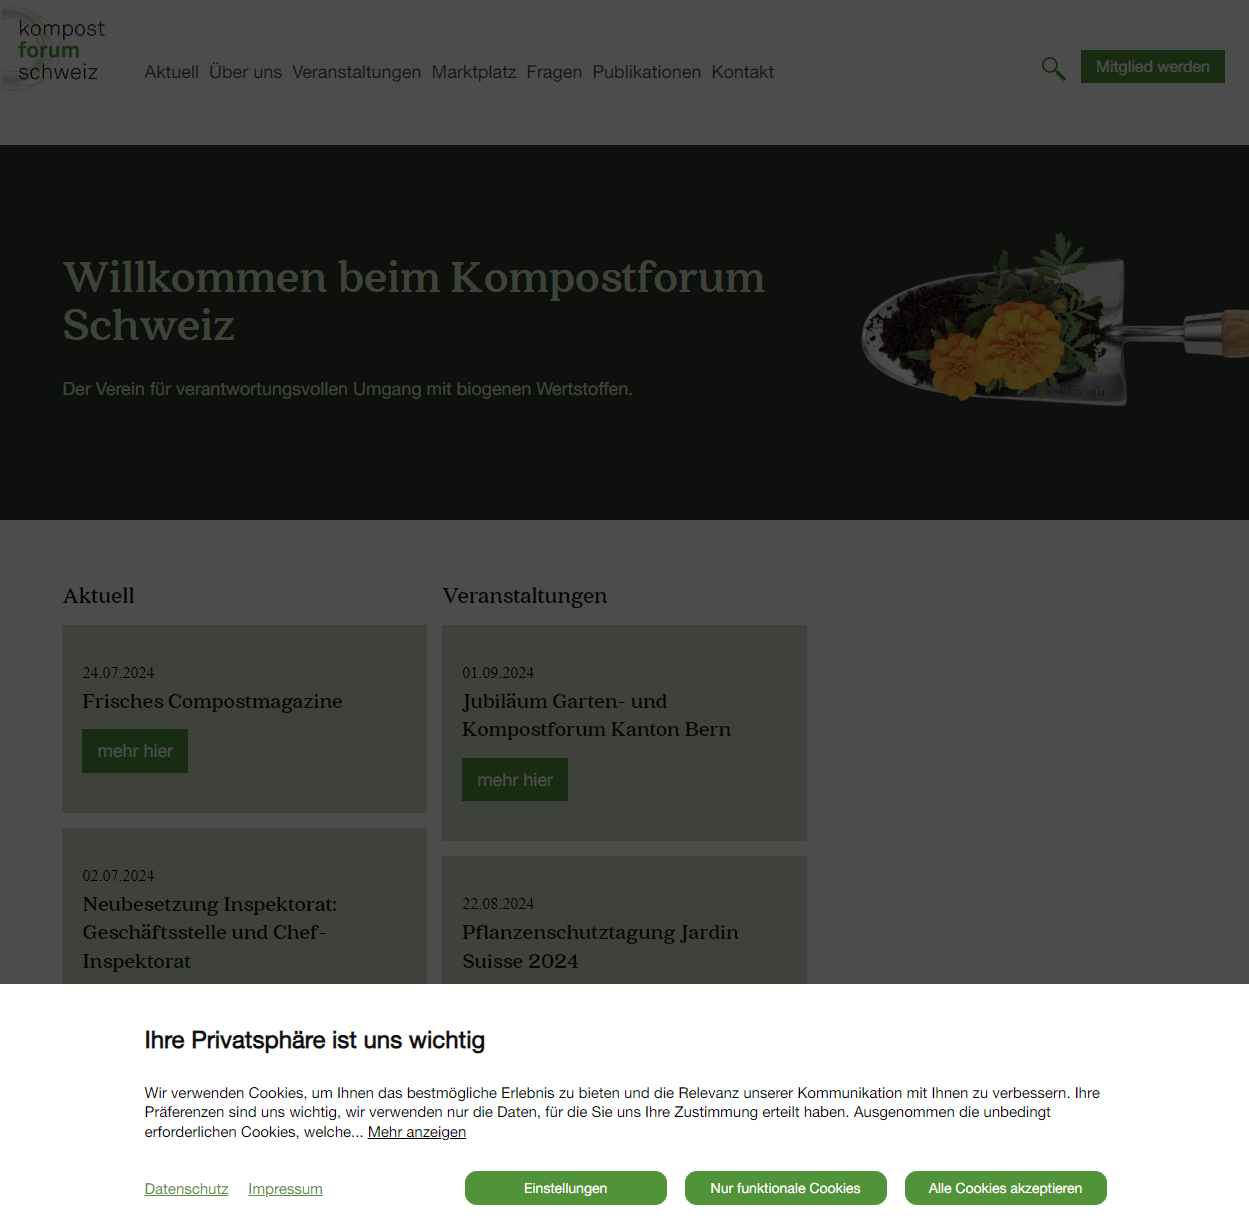 kompost
forum
schweiz
Aktuell Über uns Veranstaltungen Marktplatz Fragen Publikationen Kontakt
Mitglied werden
Willkommen beim Kompostforum
Schweiz
Der Verein für verantwortungsvollen Umgang mit biogenen Wertstoffen.
Aktuell
24.07.2024
Frisches Compostmagazine
mehr hier
02.07.2024
Neubesetzung Inspektorat:
Geschäftsstelle und Chef-
Inspektorat
Veranstaltungen
01.09.2024
Jubiläum Garten- und
Kompostforum Kanton Bern
mehr hier
22.08.2024
Pflanzenschutztagung Jardin
Suisse 2024
Ihre Privatsphäre ist uns wichtig
Wir verwenden Cookies, um Ihnen das bestmögliche Erlebnis zu bieten und die Relevanz unserer Kommunikation mit Ihnen zu verbessern. Ihre
Präferenzen sind uns wichtig, wir verwenden nur die Daten, für die Sie uns Ihre Zustimmung erteilt haben. Ausgenommen die unbedingt
erforderlichen Cookies, welche... Mehr anzeigen
Datenschutz Impressum
Einstellungen
Nur funktionale Cookies
Alle Cookies akzeptieren